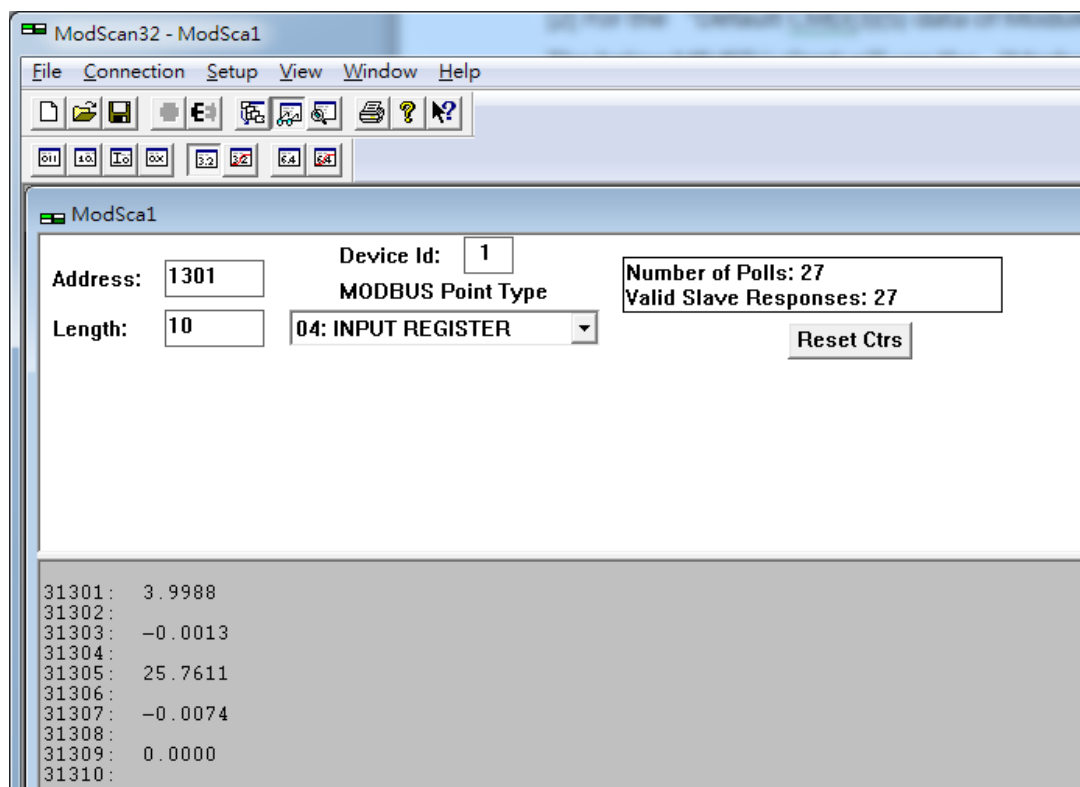 ModScan32 - ModSca1
File Connection Setup View Window Help
ModSca1
Device Id: 1
Address: 1301
MODBUS Point Type
Length: 10
04: INPUT REGISTER
Number of Polls: 27
Valid Slave Responses: 27
Reset Ctrs
31301: 3.9988
31302:
31303: -0.0013
31304:
31305: 25.7611
31306:
31307: -0.0074
31308:
31309: 0.0000
31310: